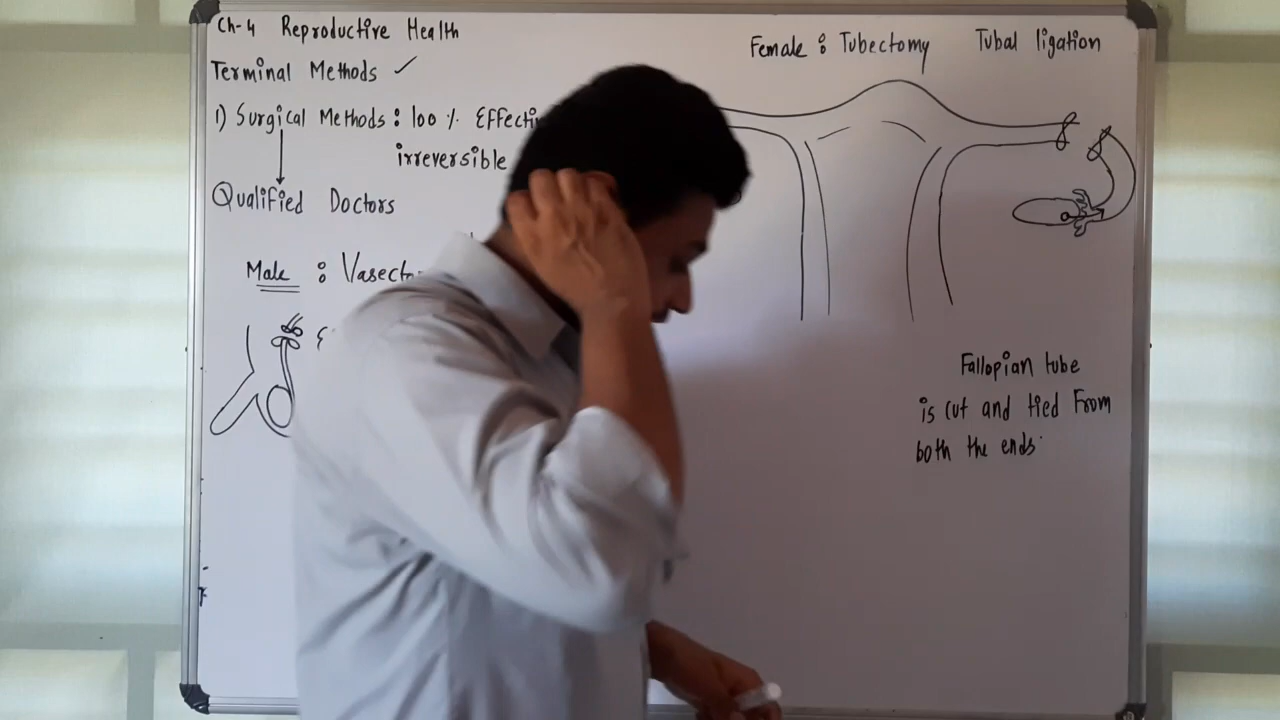 Ch-4 Reproductive Health
Terminal Methods ✓
1) Surgical Methods : 100 % Effecti
irreversible
Qualified Doctors
Male : Vasecto
Female : Tubectomy Tubal ligation
Fallopian tube
is cut and tied From
both the ends